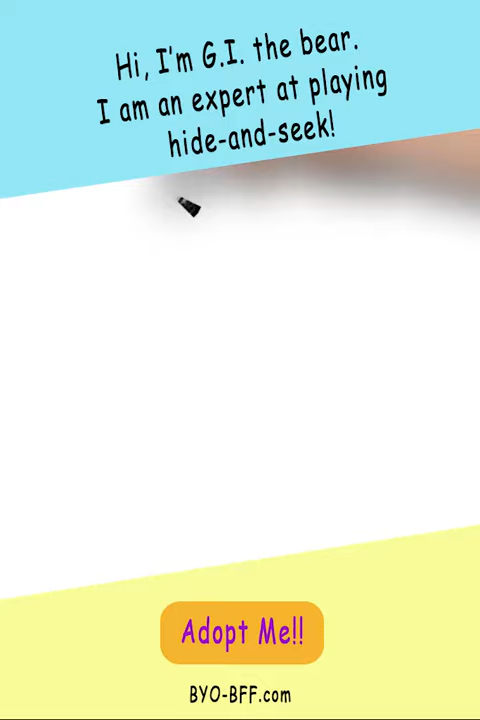 Hi, I'm G.I. the bear.
I am an expert at playing
hide-and-seek!
Adopt Me!!
BYO-BFF.com